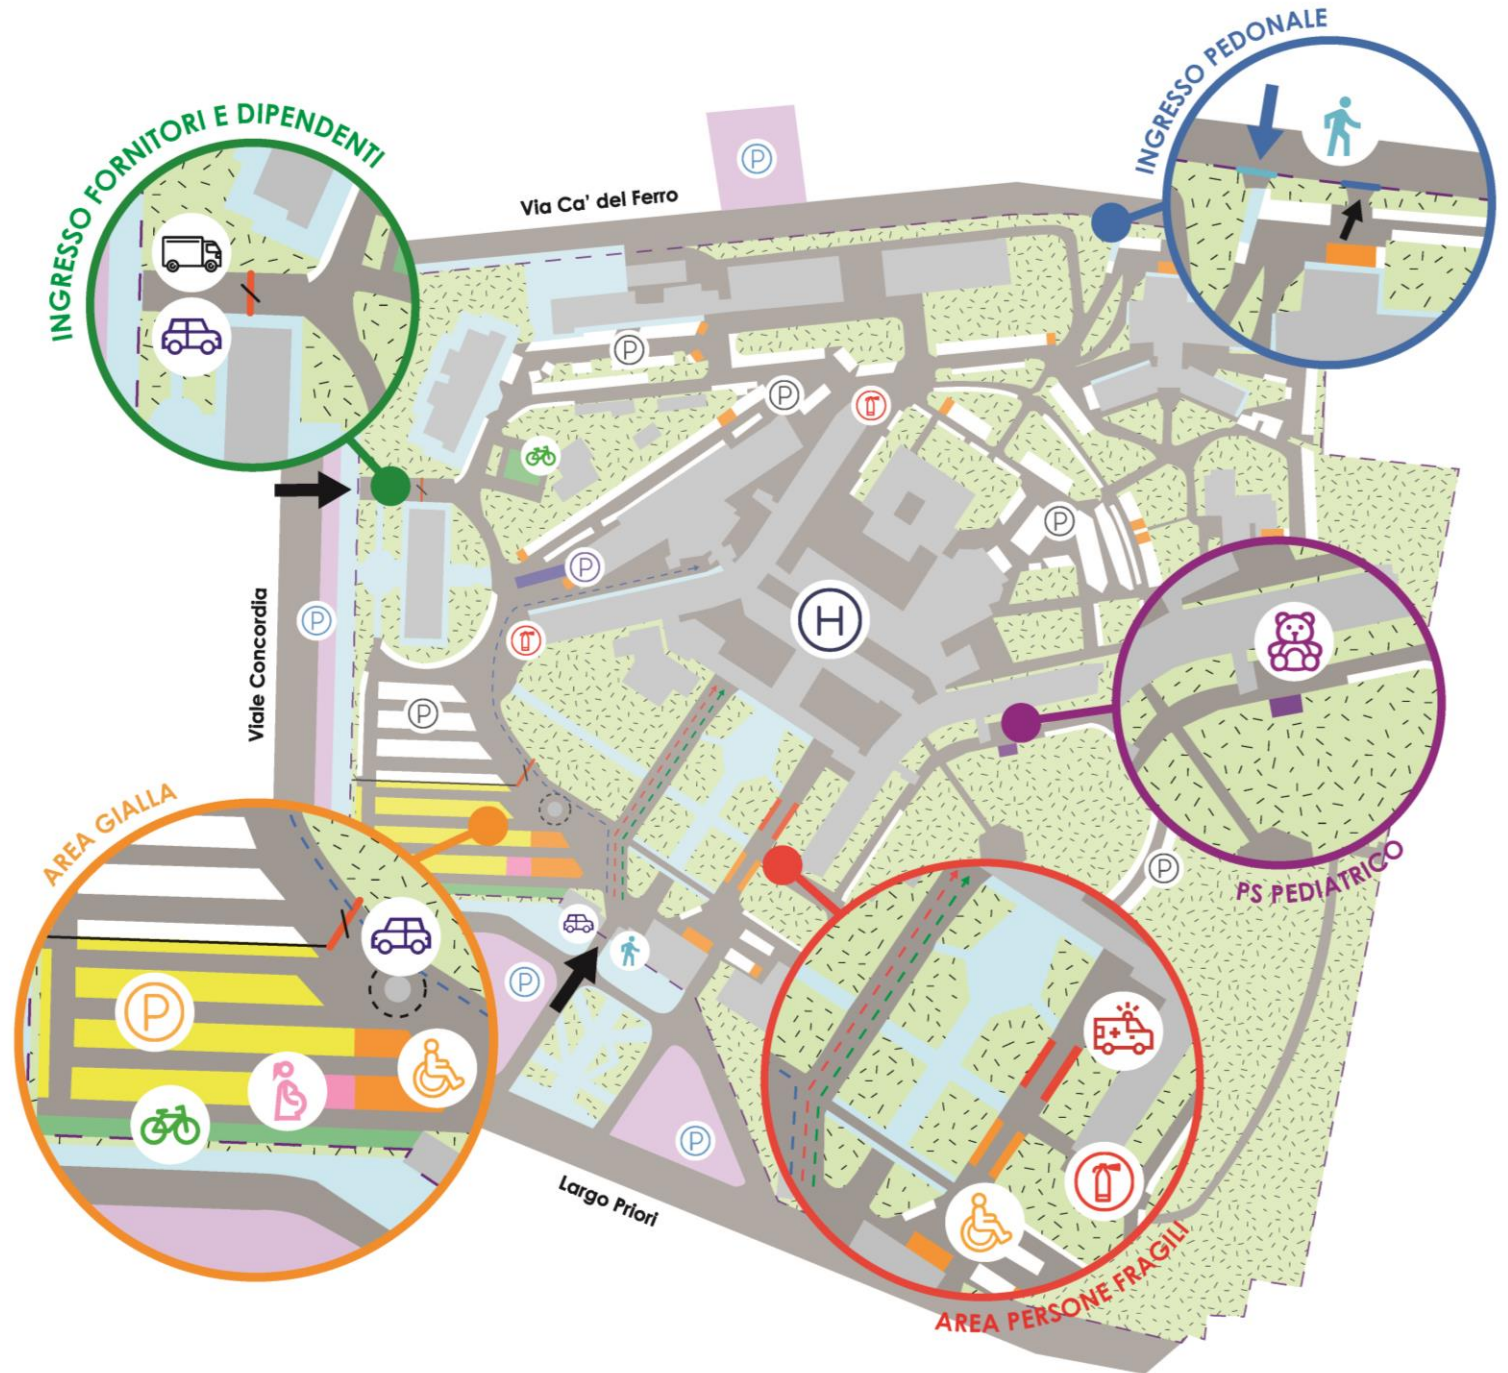 INGRESSO PEDONALE
INGRESSO FORNITORI E DIPENDENTI
P
Via Ca' del Ferro
P
P
P
P
H
P
Viale Concordia
P
P
AREA GIALLA
P
PS PEDIATRICO
P
P
P
Largo Priori
AREA PERSONE FRAGILI